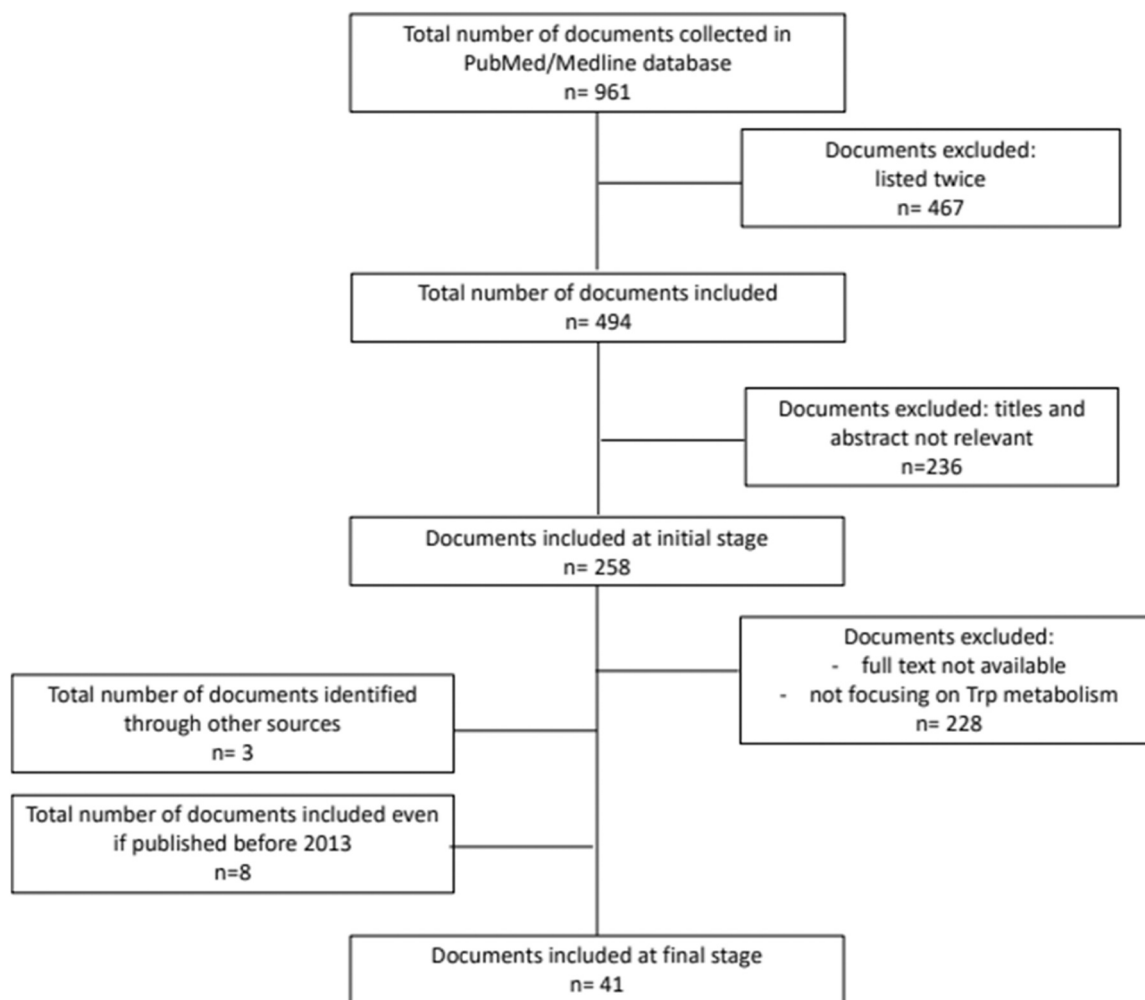 Total number of documents collected in
PubMed/Medline database
n= 961
Documents excluded:
listed twice
n= 467
Total number of documents included
n= 494
Documents excluded: titles and
abstract not relevant
n=236
Documents included at initial stage
n= 258
Documents excluded:
- full text not available
- not focusing on Trp metabolism
n= 228
Total number of documents identified
through other sources
n= 3
Total number of documents included even
if published before 2013
n=8
Documents included at final stage
n= 41